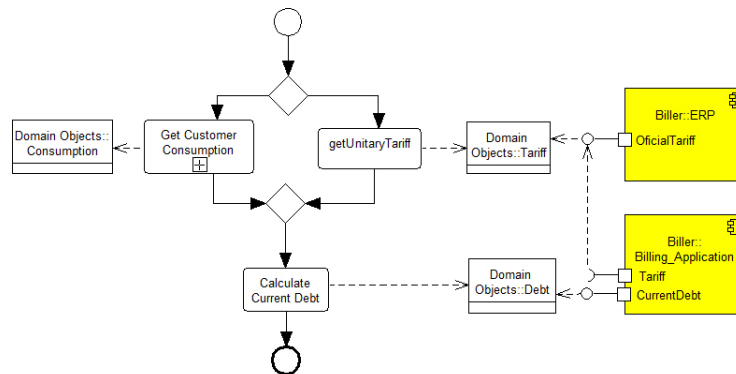 Domain Objects::
Consumption
Get Customer
Consumption
getUnitaryTariff
Domain
Objects::Tariff
Biller::ERP
OficialTariff
Biller::
Billing_Application
Tariff
CurrentDebt
Calculate
Current Debt
Domain
Objects::Debt